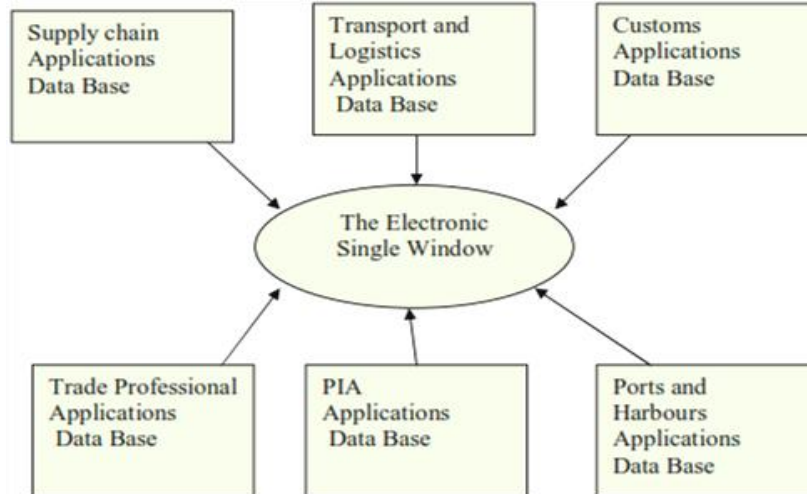 Supply chain
Applications
Data Base
Transport and
Logistics
Applications
Data Base
Customs
Applications
Data Base
The Electronic
Single Window
Trade Professional
Applications
Data Base
PIA
Applications
Data Base
Ports and
Harbours
Applications
Data Base